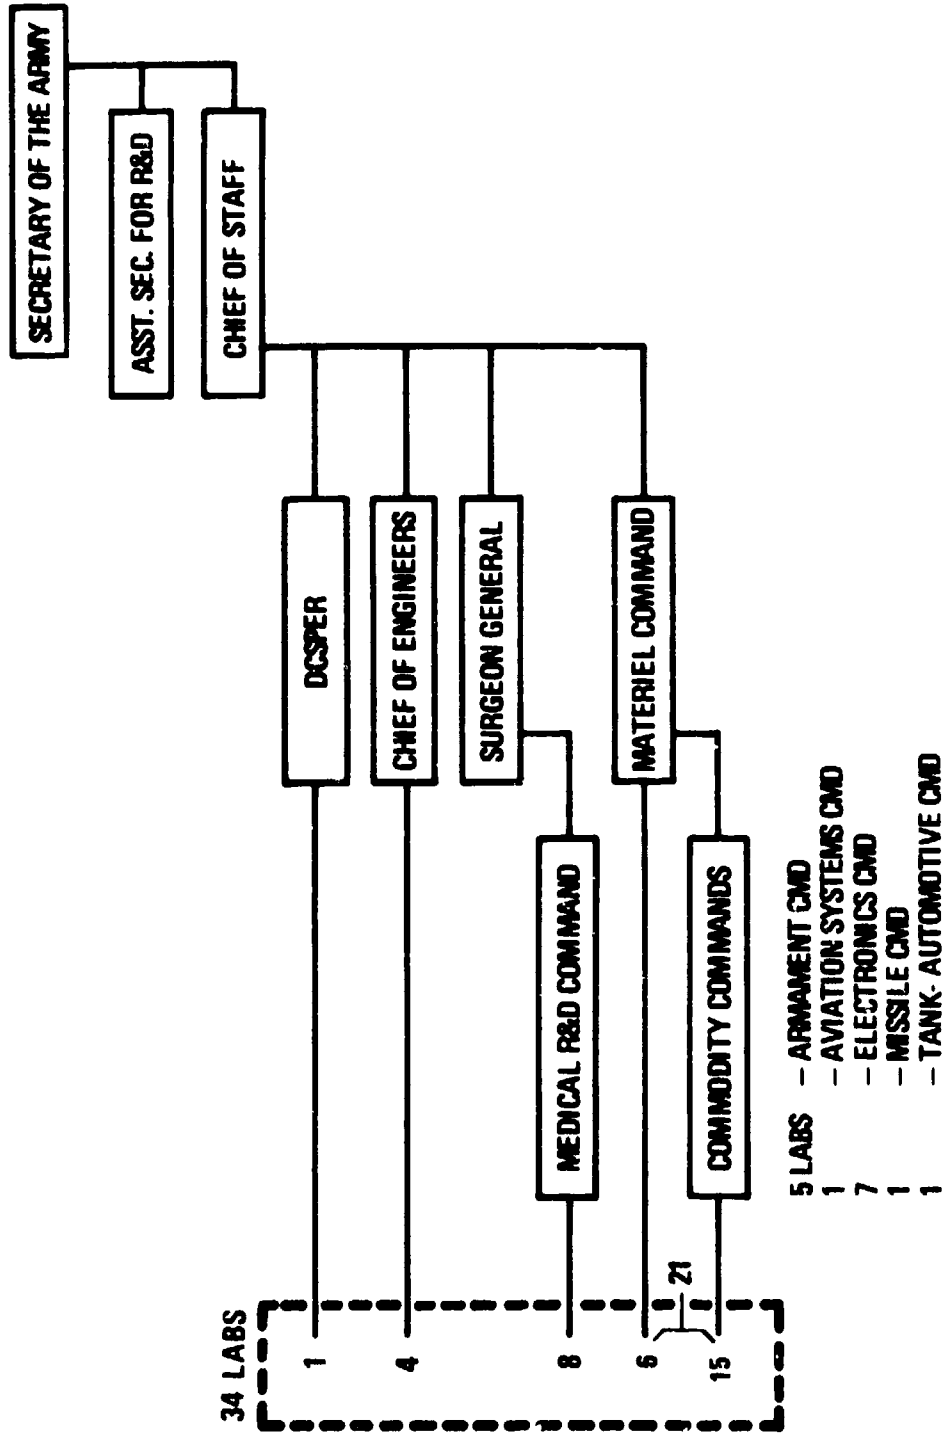 SECRETARY OF THE ARMY
ASST. SEC. FOR R&D
CHIEF OF STAFF
DCSPER
CHIEF OF ENGINEERS
SURGEON GENERAL
MATERIEL COMMAND
MEDICAL R&D COMMAND
COMMODITY COMMANDS
34 LABS
1
4
8
6
21
15
5 LABS – ARMAMENT CMD
1 – AVIATION SYSTEMS CMD
7 – ELECTRONICS CMD
1 – MISSILE CMD
1 – TANK- AUTOMOTIVE CMD